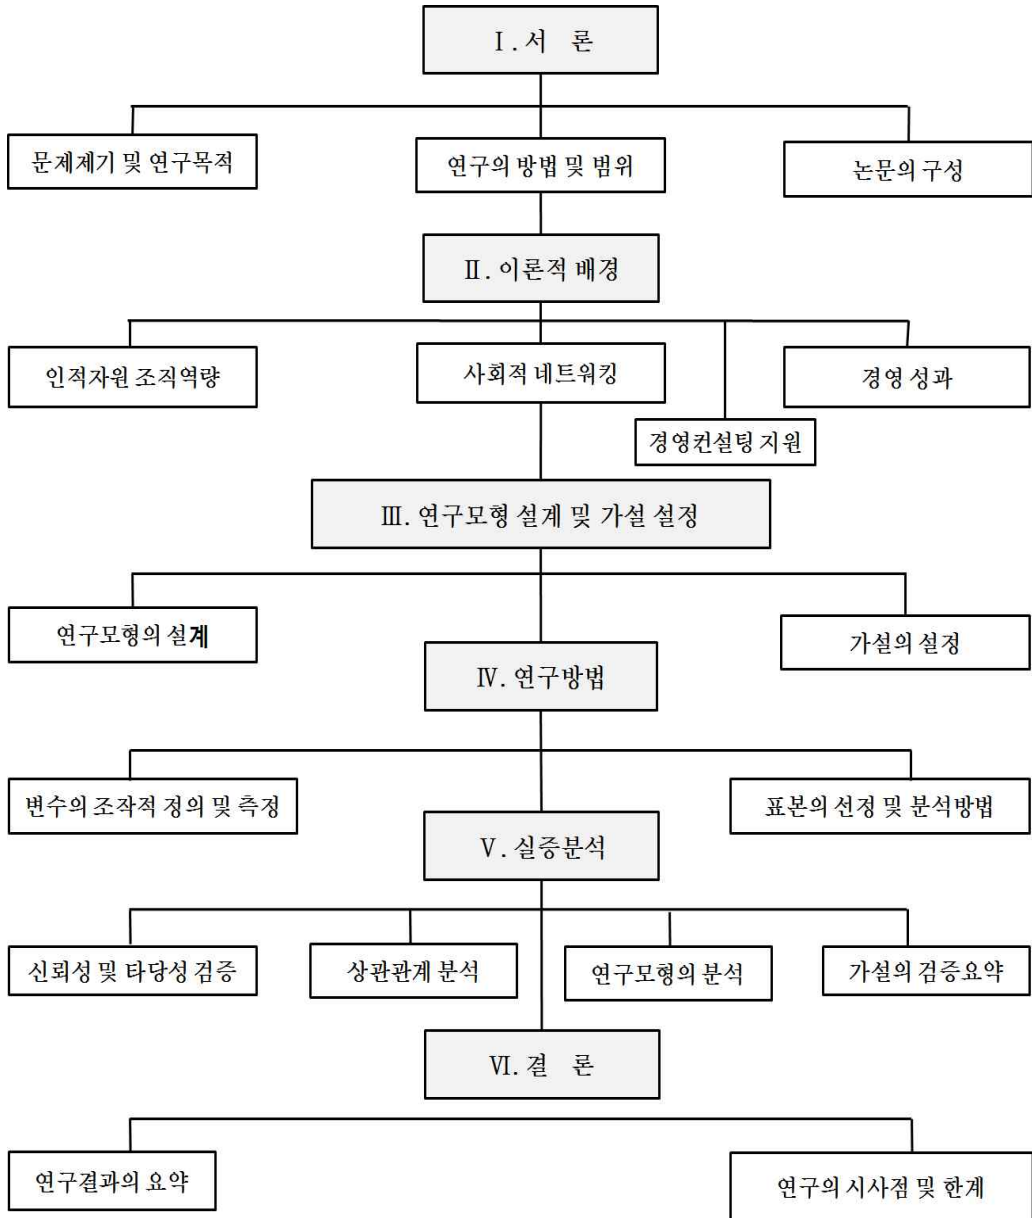 Ⅰ. 서 론
문제제기 및 연구목적
연구의 방법 및 범위
논문의 구성
Ⅱ. 이론적 배경
인적자원 조직역량
사회적 네트워킹
경영 성과
경영컨설팅 지원
Ⅲ. 연구모형 설계 및 가설 설정
연구모형의 설계
가설의 설정
Ⅳ. 연구방법
변수의 조작적 정의 및 측정
표본의 선정 및 분석방법
Ⅴ. 실증분석
신뢰성 및 타당성 검증
상관관계 분석
연구모형의 분석
가설의 검증요약
Ⅵ. 결 론
연구결과의 요약
연구의 시사점 및 한계